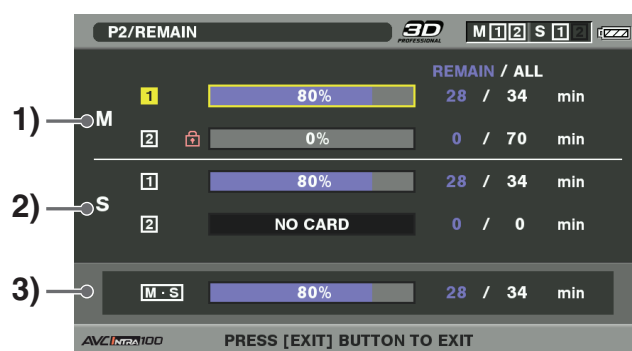 P2/REMAIN 3D PROFESSIONAL M 1 2 S 1 2
REMAIN / ALL
1 80% 28 / 34 min
1) M
2 0% 0 / 70 min
1 80% 28 / 34 min
2) S
2 NO CARD 0 / 0 min
3) M·S 80% 28 / 34 min
AVC INTRA 100 PRESS [EXIT] BUTTON TO EXIT